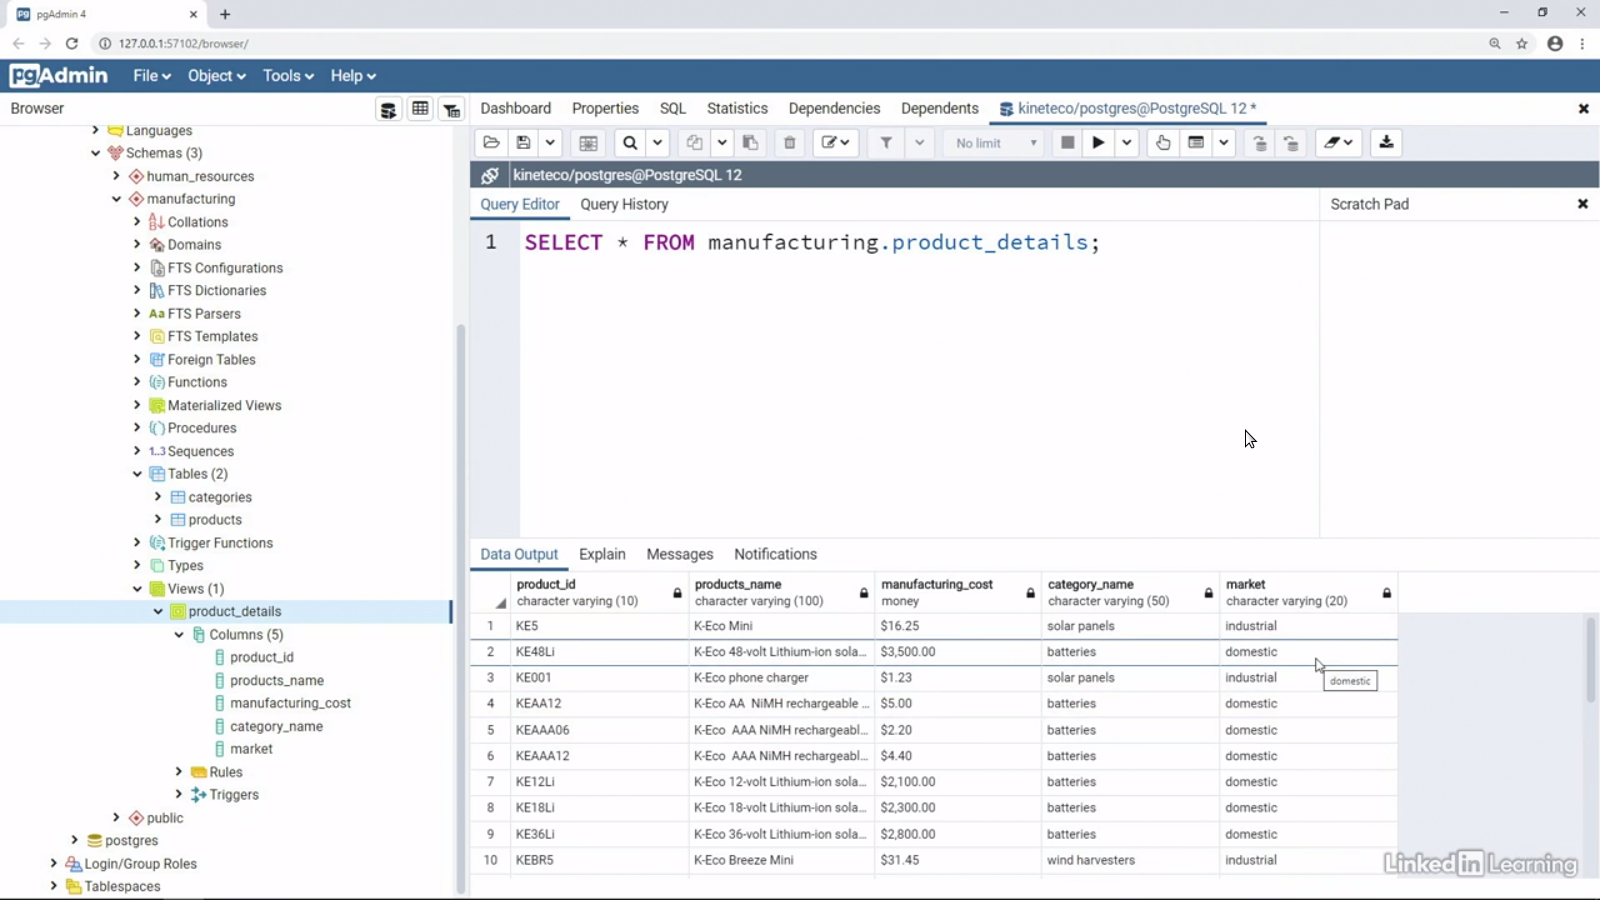 pgAdmin 4
127.0.0.1:57102/browser/
pgAdmin File Object Tools Help
Browser
Dashboard Properties SQL Statistics Dependencies Dependents kineteco/postgres@PostgreSQL 12 *
No limit
kineteco/postgres@PostgreSQL 12
Query Editor Query History Scratch Pad
1 SELECT * FROM manufacturing.product_details;
Languages
Schemas (3)
human_resources
manufacturing
Collations
Domains
FTS Configurations
FTS Dictionaries
Aa FTS Parsers
FTS Templates
Foreign Tables
Functions
Materialized Views
Procedures
1..3 Sequences
Tables (2)
categories
products
Trigger Functions
Types
Views (1)
product_details
Columns (5)
product_id
products_name
manufacturing_cost
category_name
market
Rules
Triggers
public
postgres
Login/Group Roles
Tablespaces
Data Output Explain Messages Notifications
product_id products_name manufacturing_cost category_name market
character varying (10) character varying (100) money character varying (50) character varying (20)
1 KE5 K-Eco Mini $16.25 solar panels industrial
2 KE48Li K-Eco 48-volt Lithium-ion sola... $3,500.00 batteries domestic
3 KE001 K-Eco phone charger $1.23 solar panels industrial
domestic
4 KEAA12 K-Eco AA NiMH rechargeable ... $5.00 batteries domestic
5 KEAAA06 K-Eco AAA NiMH rechargeabl... $2.20 batteries domestic
6 KEAAA12 K-Eco AAA NiMH rechargeabl... $4.40 batteries domestic
7 KE12Li K-Eco 12-volt Lithium-ion sola... $2,100.00 batteries domestic
8 KE18Li K-Eco 18-volt Lithium-ion sola... $2,300.00 batteries domestic
9 KE36Li K-Eco 36-volt Lithium-ion sola... $2,800.00 batteries domestic
10 KEBR5 K-Eco Breeze Mini $31.45 wind harvesters industrial
Linked in Learning